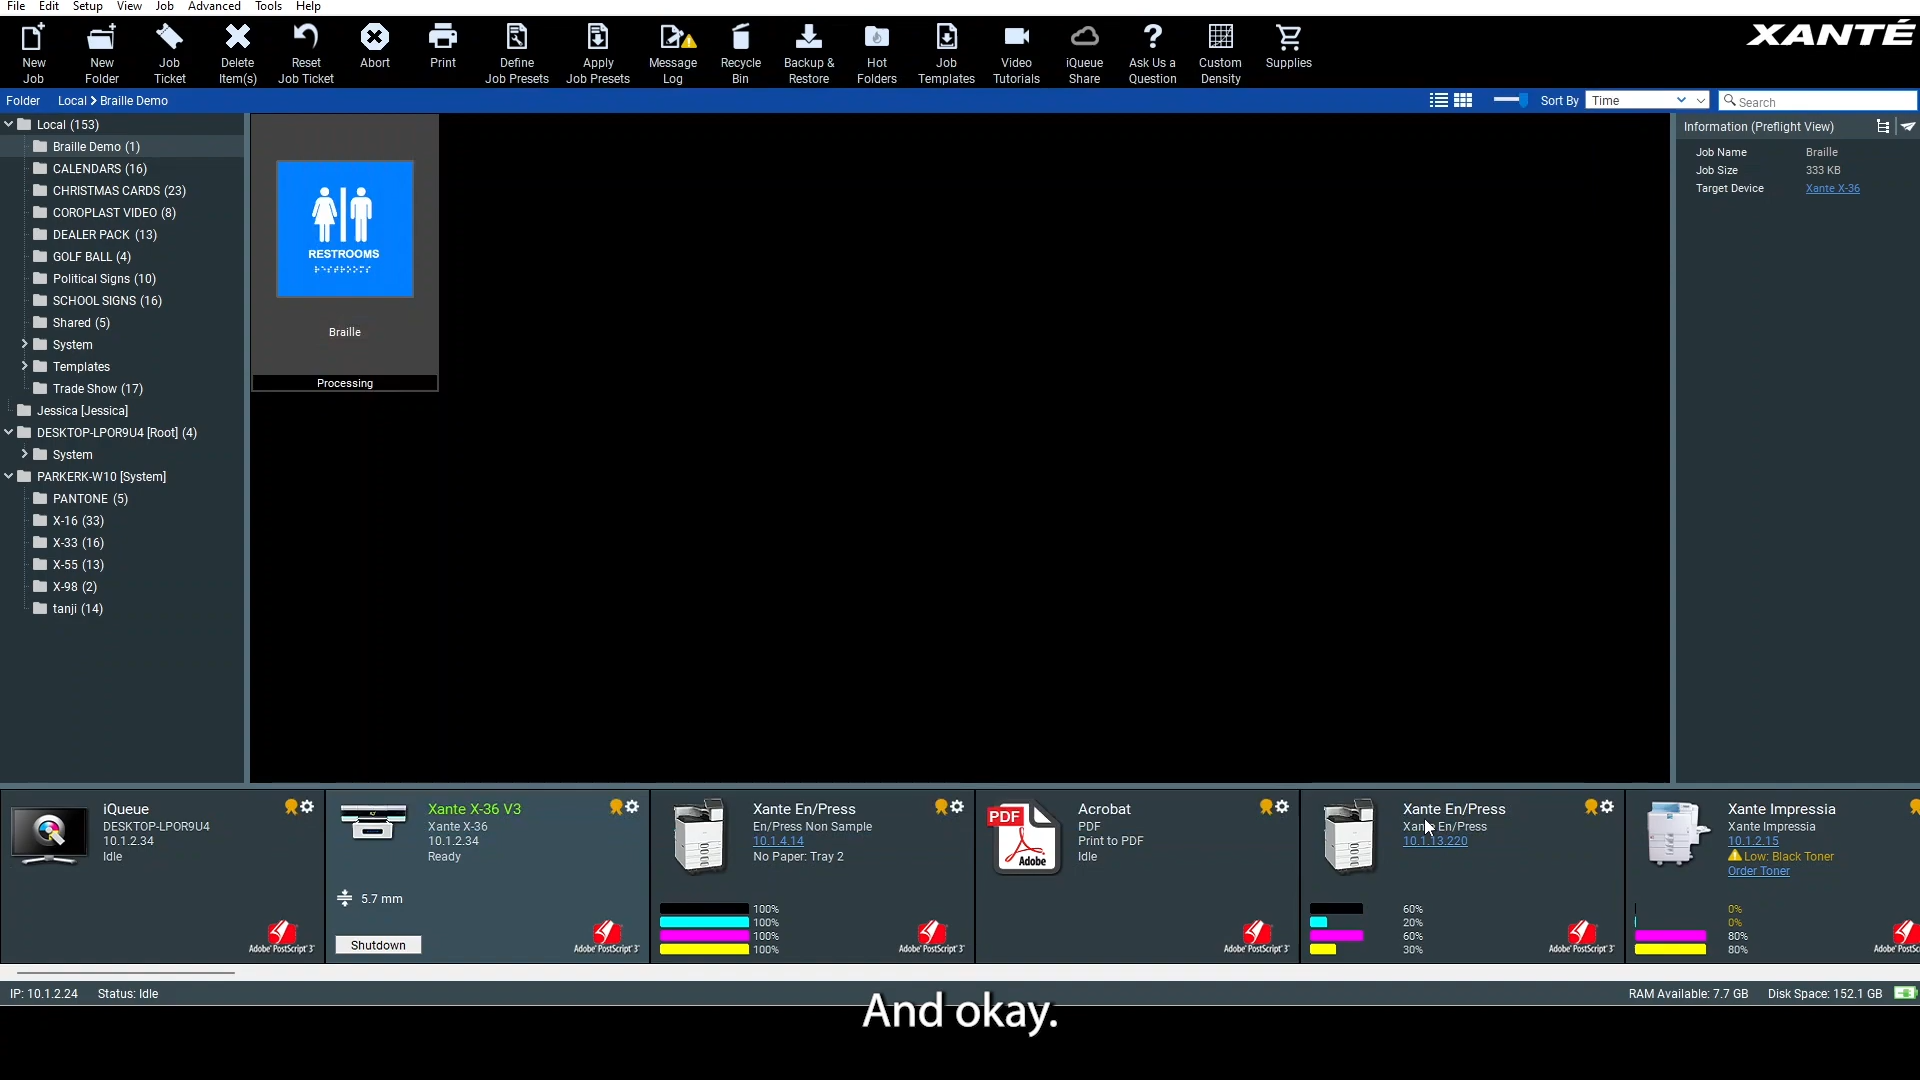 File Edit Setup View Job Advanced Tools Help
New Job
New Folder
Job Ticket
Delete Item(s)
Reset Job Ticket
Abort
Print
Define Job Presets
Apply Job Presets
Message Log
Recycle Bin
Backup & Restore
Hot Folders
Job Templates
Video Tutorials
iQueue Share
Ask Us a Question
Custom Density
Supplies
XANTÉ
Folder Local > Braille Demo
Sort By Time
Search
Local (153)
Braille Demo (1)
CALENDARS (16)
CHRISTMAS CARDS (23)
COROPLAST VIDEO (8)
DEALER PACK (13)
GOLF BALL (4)
Political Signs (10)
SCHOOL SIGNS (16)
Shared (5)
System
Templates
Trade Show (17)
Jessica [Jessica]
DESKTOP-LPOR9U4 [Root] (4)
System
PARKERK-W10 [System]
PANTONE (5)
X-16 (33)
X-33 (16)
X-55 (13)
X-98 (2)
tanji (14)
RESTROOMS
Braille
Processing
Information (Preflight View)
Job Name Braille
Job Size 333 KB
Target Device Xante X-36
iQueue
DESKTOP-LPOR9U4
10.1.2.34
Idle
Adobe® PostScript® 3™
Xante X-36 V3
Xante X-36
10.1.2.34
Ready
5.7 mm
Shutdown
Adobe® PostScript® 3™
Xante En/Press
En/Press Non Sample
10.1.4.14
No Paper: Tray 2
100%
100%
100%
100%
Adobe® PostScript® 3™
PDF
Adobe
Acrobat
PDF
Print to PDF
Idle
Adobe® PostScript® 3™
Xante En/Press
Xante En/Press
10.1.13.220
60%
20%
60%
30%
Adobe® PostScript® 3™
Xante Impressia
Xante Impressia
10.1.2.15
Low: Black Toner
Order Toner
0%
0%
80%
80%
Adobe® PostSc
IP: 10.1.2.24 Status: Idle
RAM Available: 7.7 GB Disk Space: 152.1 GB
And okay.